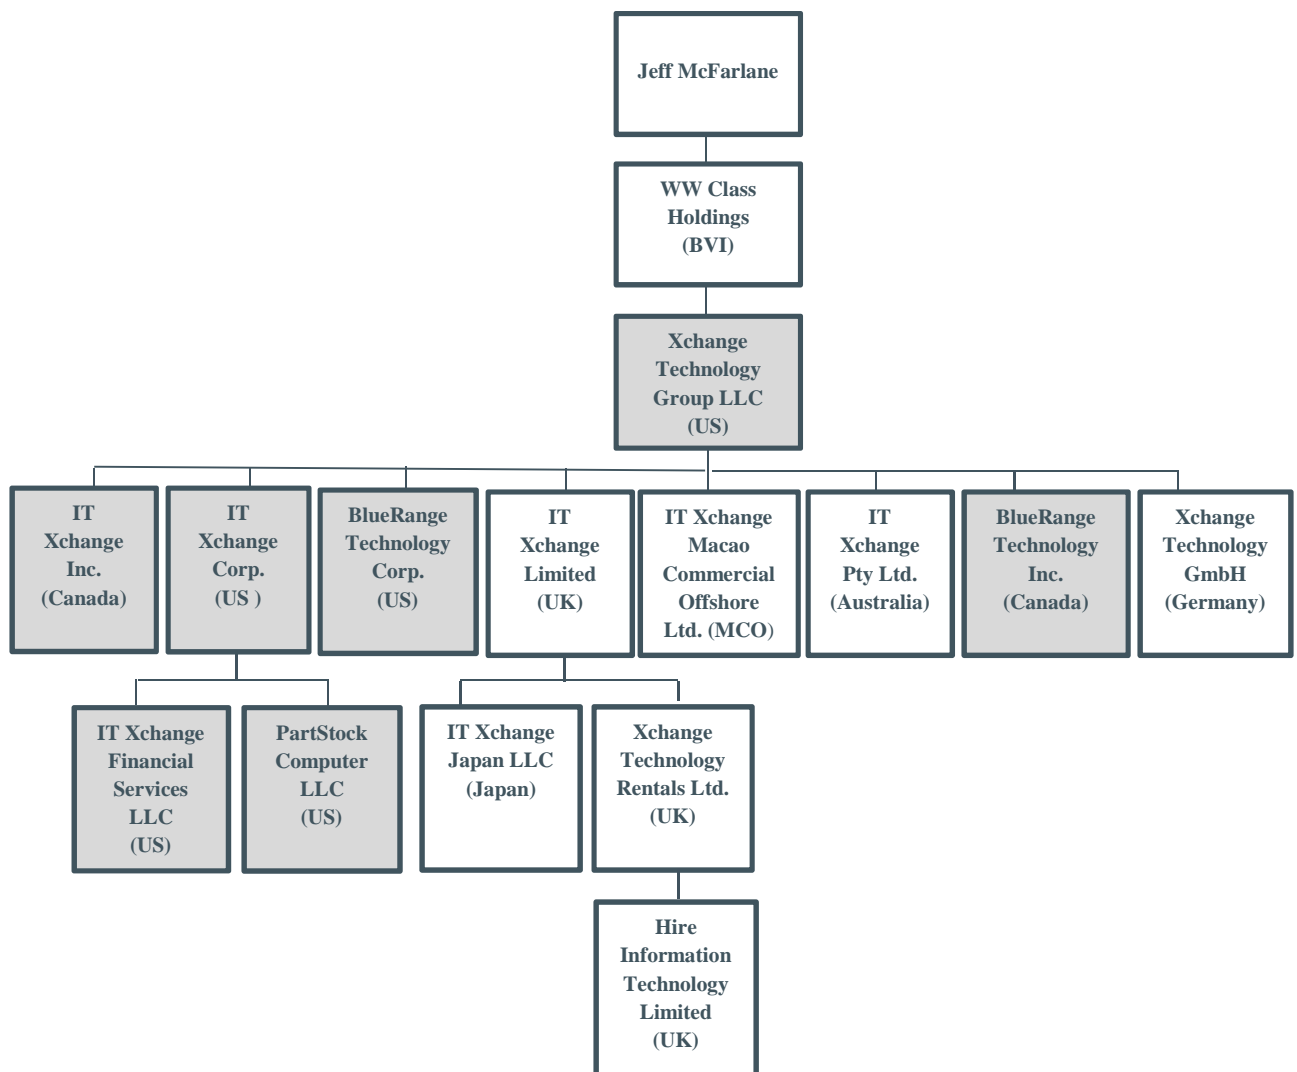 Jeff McFarlane
WW Class
Holdings
(BVI)
Xchange
Technology
Group LLC
(US)
IT
Xchange
Inc.
(Canada)
IT
Xchange
Corp.
(US )
BlueRange
Technology
Corp.
(US)
IT
Xchange
Limited
(UK)
IT Xchange
Macao
Commercial
Offshore
Ltd. (MCO)
IT
Xchange
Pty Ltd.
(Australia)
BlueRange
Technology
Inc.
(Canada)
Xchange
Technology
GmbH
(Germany)
IT Xchange
Financial
Services
LLC
(US)
PartStock
Computer
LLC
(US)
IT Xchange
Japan LLC
(Japan)
Xchange
Technology
Rentals Ltd.
(UK)
Hire
Information
Technology
Limited
(UK)